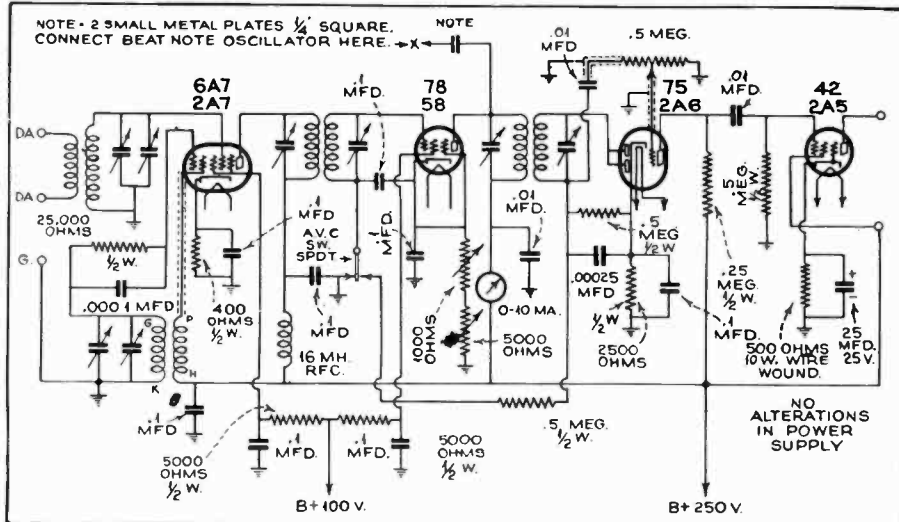 NOTE - 2 SMALL METAL PLATES 1/4" SQUARE.
CONNECT BEAT NOTE OSCILLATOR HERE. →X←
NOTE
.01
MFD
.5 MEG.
6A7
2A7
.1
MFD.
78
58
75
2A6
.01
MFD.
42
2A5
DA
DA
G.
25,000
OHMS
1/2 W.
.0001 MFD
400
OHMS
1/2 W.
.1
MFD
A.V.C
SW.
SPDT
.1
MFD
.1
MFD.
16 MH.
RFC.
1000
OHMS
5000
OHMS
0-10 MA.
.01
MFD.
.5
MEG
1/2 W
.00025
MFD
1/2 W
2500
OHMS
.1
MFD.
.25
MEG.
1/2 W.
.5
MEG.
1/2 W.
500 OHMS
10 W. WIRE
WOUND.
+
-
25
MFD.
25 V.
G
P
K
H
.1
MFD
5000
OHMS
1/2 W.
.1
MFD.
.1
MFD.
5000
OHMS
1/2 W.
.5 MEG.
1/2 W.
NO
ALTERATIONS
IN POWER
SUPPLY
B+100 V.
B+250 V.